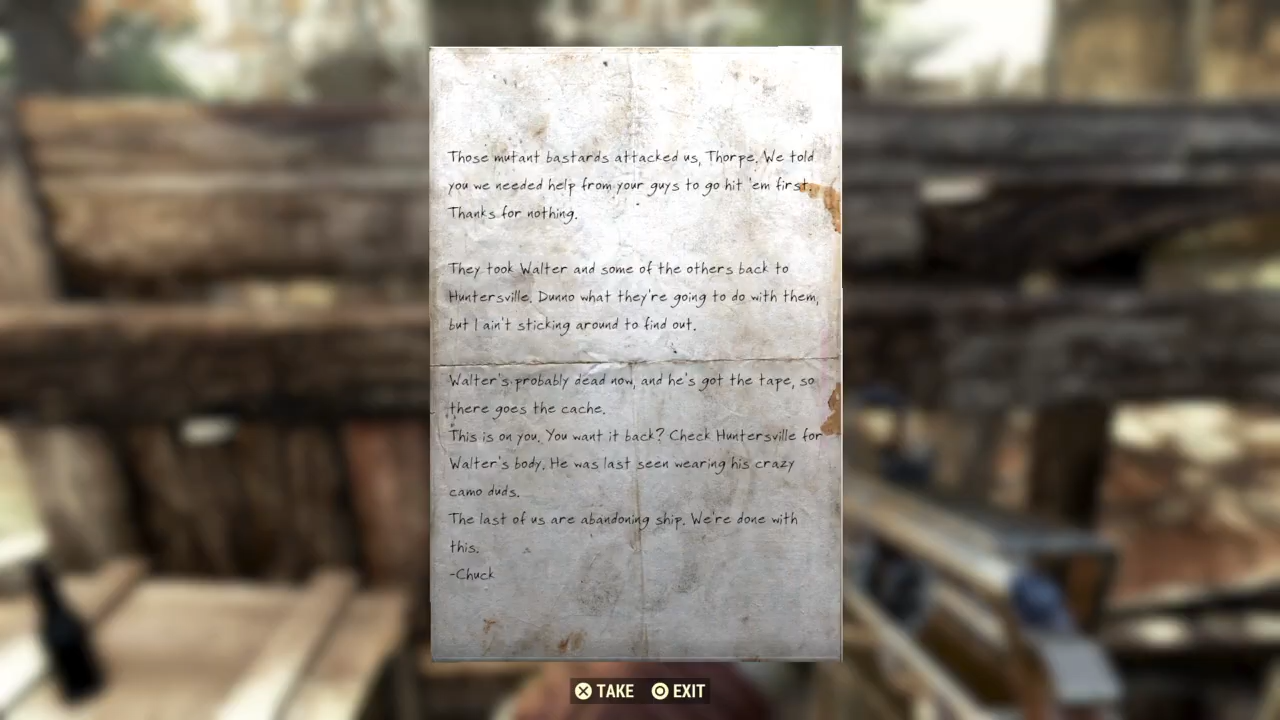 Those mutant bastards attacked us, Thorpe. We told
you we needed help from your guys to go hit 'em first.
Thanks for nothing.
They took Walter and some of the others back to
Huntersville. Dunno what they're going to do with them,
but I ain't sticking around to find out.
Walter's probably dead now, and he's got the tape, so
there goes the cache.
This is on you. You want it back? Check Huntersville for
Walter's body. He was last seen wearing his crazy
camo duds.
The last of us are abandoning ship. We're done with
this.
-Chuck
TAKE EXIT